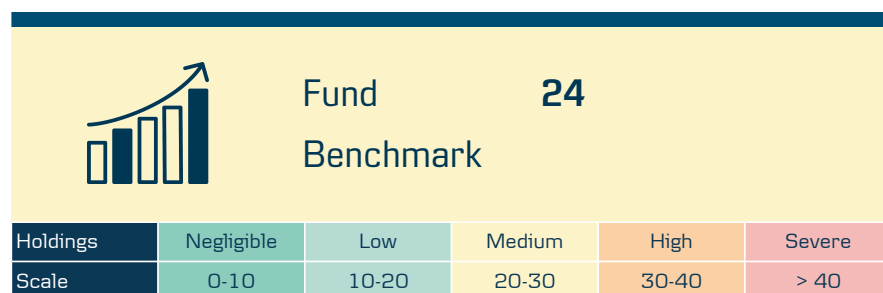 Fund 24
Benchmark
Holdings Negligible Low Medium High Severe
Scale 0-10 10-20 20-30 30-40 > 40